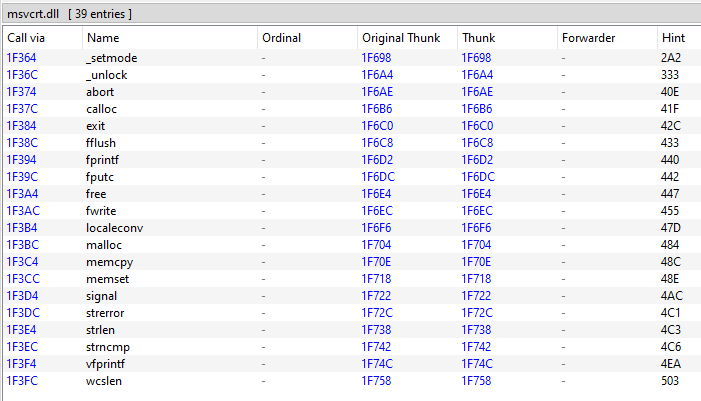 msvcrt.dll [ 39 entries ]
Call via Name Ordinal Original Thunk Thunk Forwarder Hint
1F364 _setmode - 1F698 1F698 - 2A2
1F36C _unlock - 1F6A4 1F6A4 - 333
1F374 abort - 1F6AE 1F6AE - 40E
1F37C calloc - 1F6B6 1F6B6 - 41F
1F384 exit - 1F6C0 1F6C0 - 42C
1F38C fflush - 1F6C8 1F6C8 - 433
1F394 fprintf - 1F6D2 1F6D2 - 440
1F39C fputc - 1F6DC 1F6DC - 442
1F3A4 free - 1F6E4 1F6E4 - 447
1F3AC fwrite - 1F6EC 1F6EC - 455
1F3B4 localeconv - 1F6F6 1F6F6 - 47D
1F3BC malloc - 1F704 1F704 - 484
1F3C4 memcpy - 1F70E 1F70E - 48C
1F3CC memset - 1F718 1F718 - 48E
1F3D4 signal - 1F722 1F722 - 4AC
1F3DC strerror - 1F72C 1F72C - 4C1
1F3E4 strlen - 1F738 1F738 - 4C3
1F3EC strncmp - 1F742 1F742 - 4C6
1F3F4 vfprintf - 1F74C 1F74C - 4EA
1F3FC wcslen - 1F758 1F758 - 503